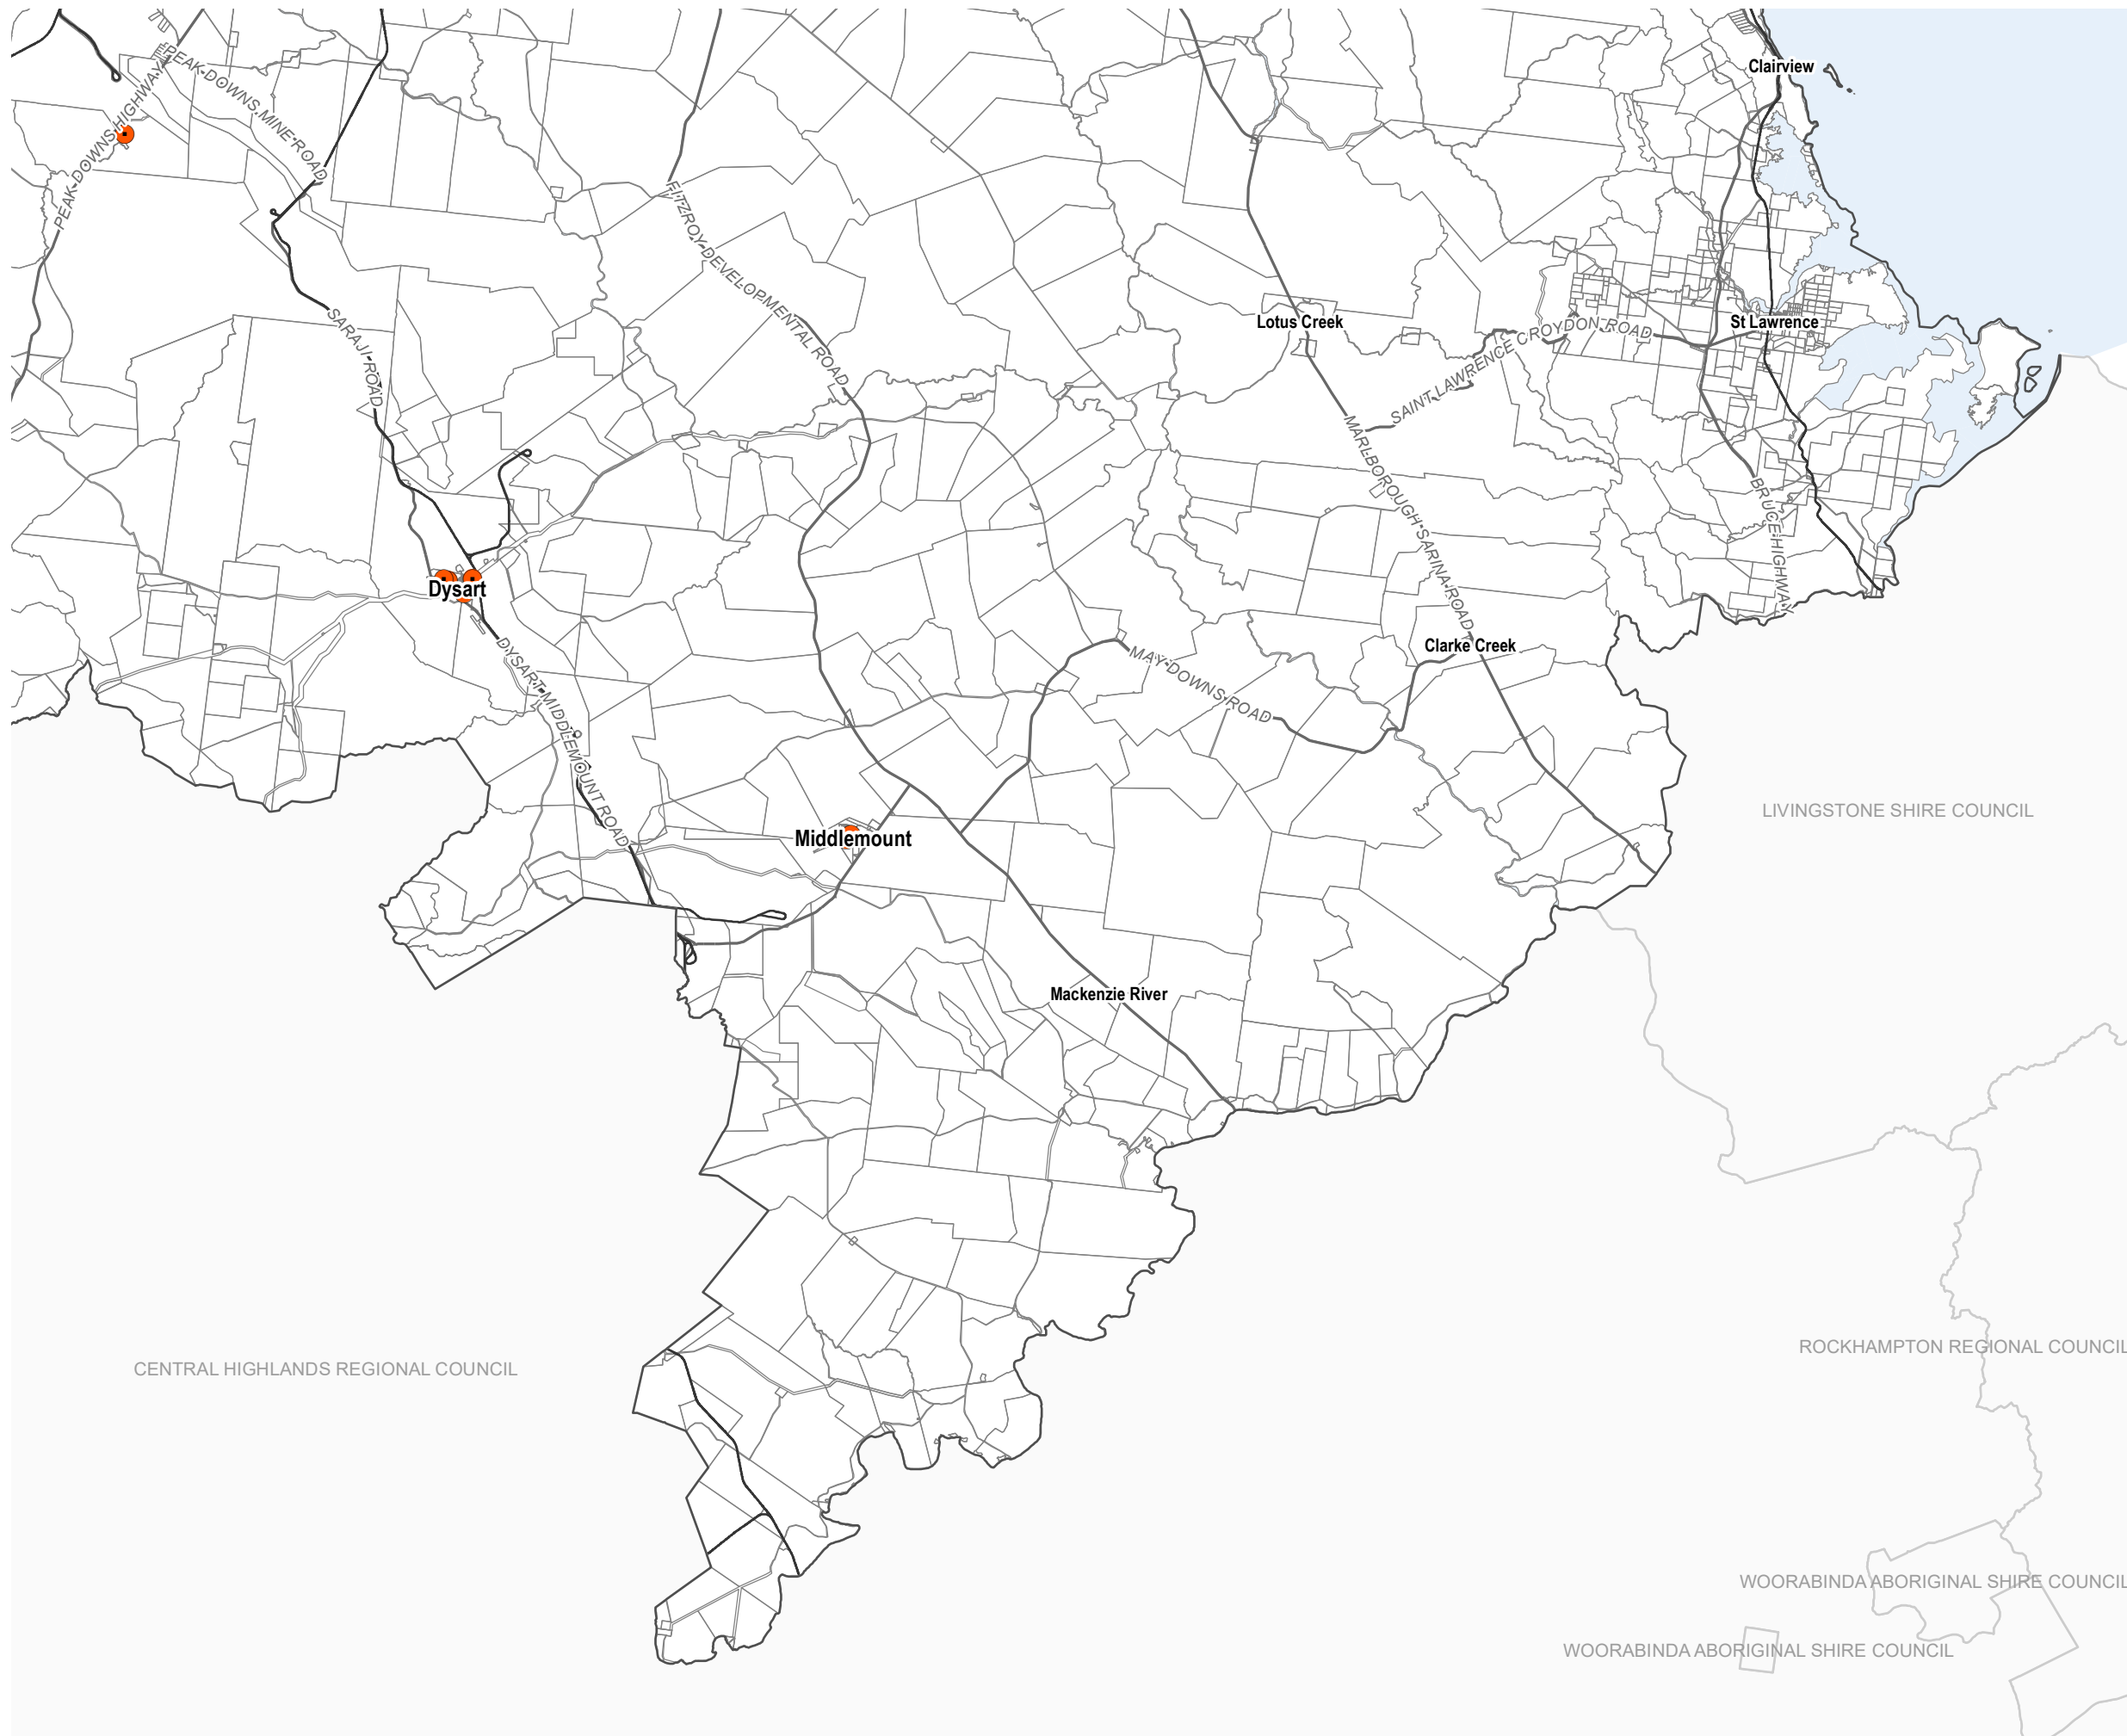 Clairview
PEAK DOWNS HIGHWAY
PEAK DOWNS MINE ROAD
FITZROY DEVELOPMENTAL ROAD
SARAJI ROAD
Lotus Creek
St Lawrence
SAINT LAWRENCE CROYDON ROAD
MARLBOROUGH SARINA ROAD
BRUCE HIGHWAY
Dysart
DYSART MIDDLEMOUNT ROAD
Clarke Creek
MAY DOWNS ROAD
LIVINGSTONE SHIRE COUNCIL
Middlemount
Mackenzie River
ROCKHAMPTON REGIONAL COUNCIL
CENTRAL HIGHLANDS REGIONAL COUNCIL
WOORABINDA ABORIGINAL SHIRE COUNCIL
WOORABINDA ABORIGINAL SHIRE COUNCIL